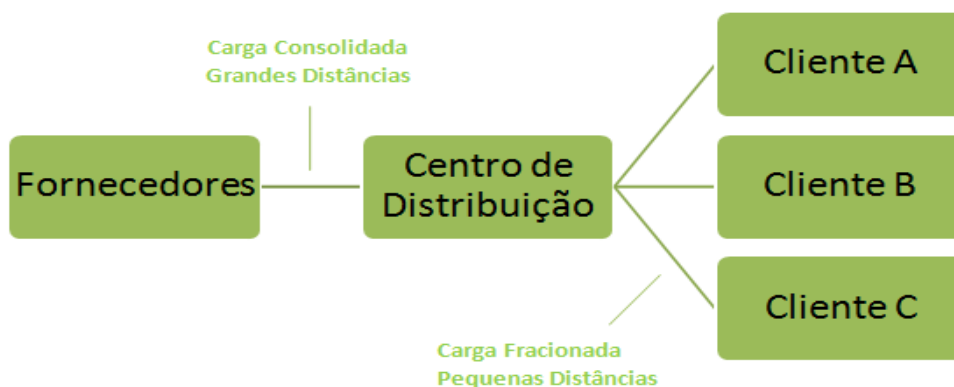 Carga Consolidada
Grandes Distâncias
Fornecedores
Centro de
Distribuição
Cliente A
Cliente B
Cliente C
Carga Fracionada
Pequenas Distâncias